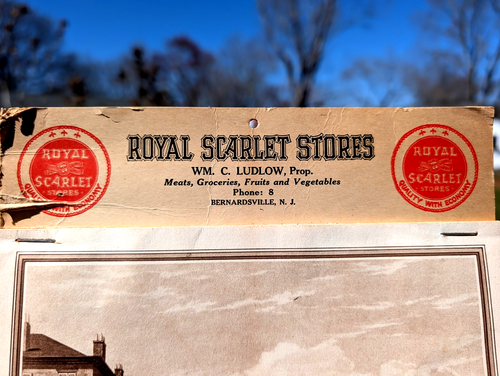 ROYAL SCARLET STORES
WM. C. LUDLOW, Prop.
Meats, Groceries, Fruits and Vegetables
Phone: 8
BERNARDSVILLE, N. J.
ROYAL
SCARLET
STORES
QUALITY WITH ECONOMY
ROYAL
SCARLET
STORES
QUALITY WITH ECONOMY